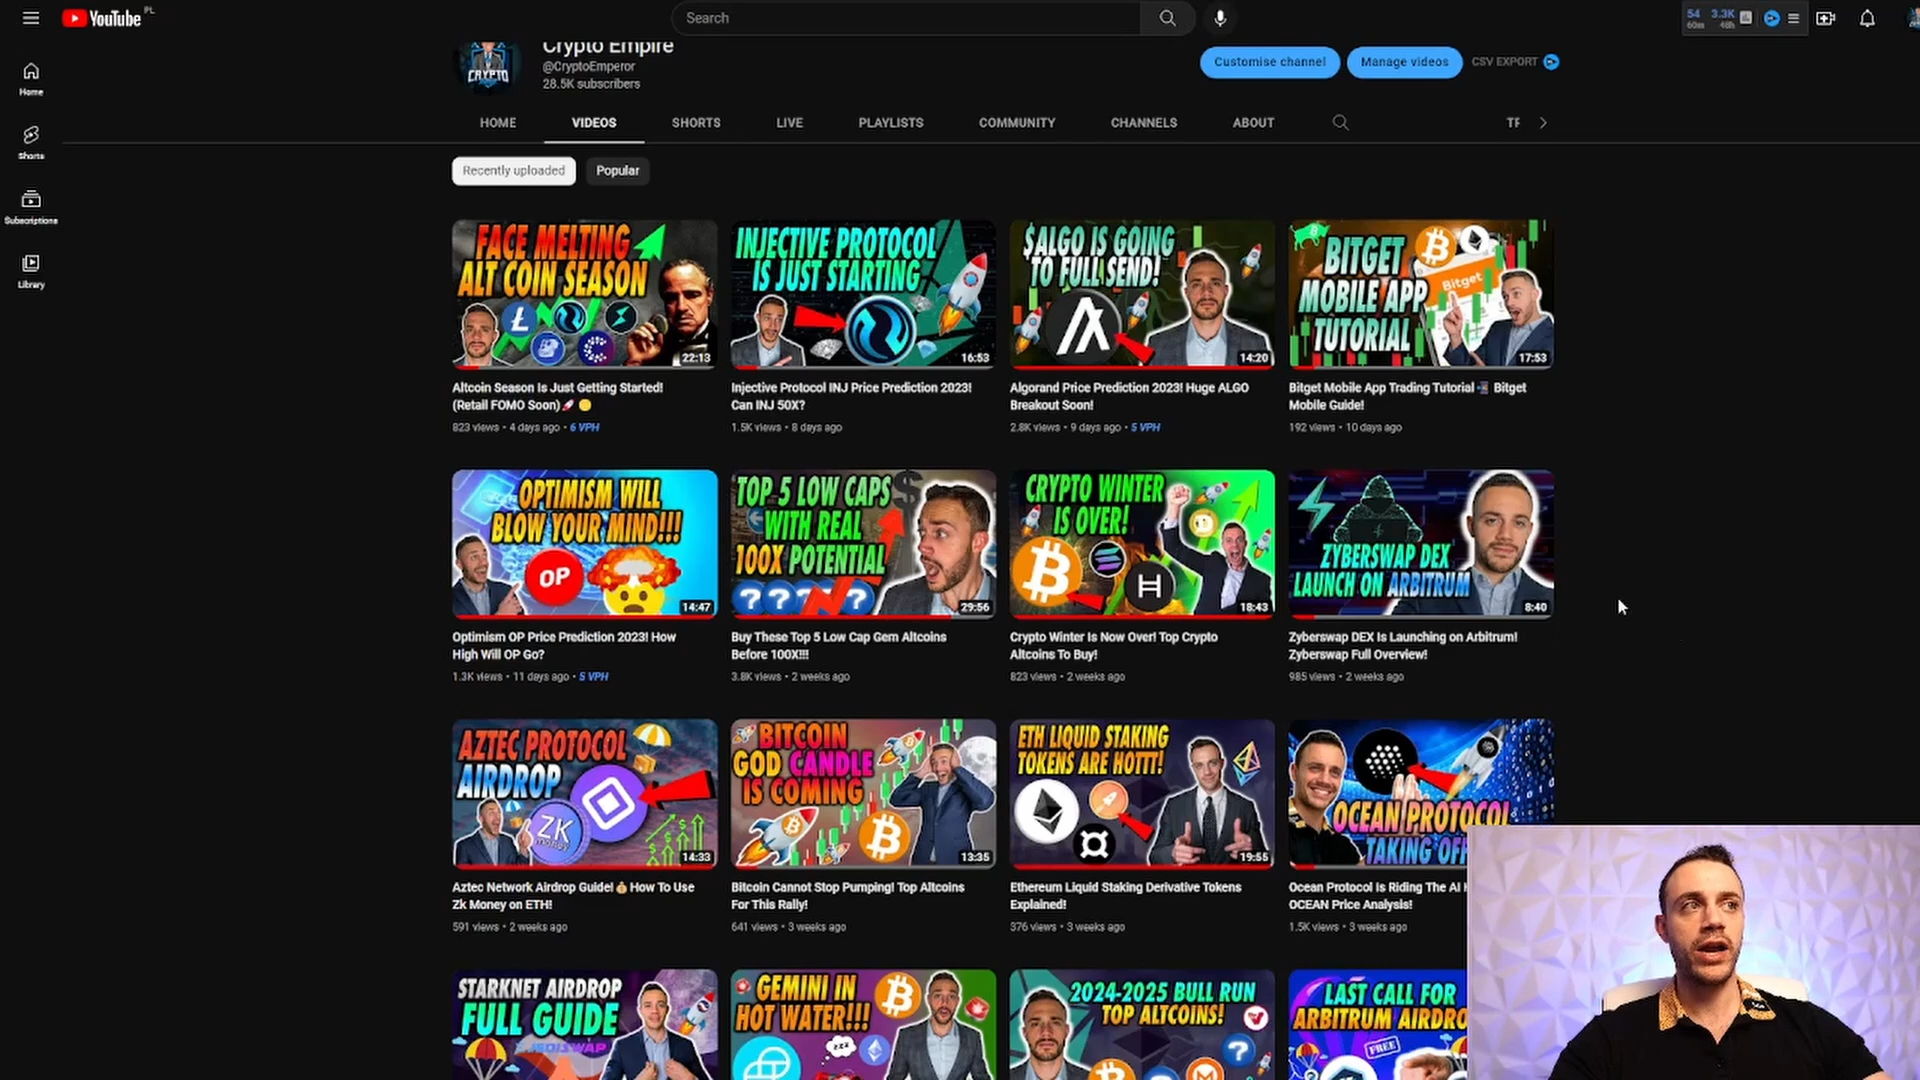 YouTube PL
Search
54 3.3K
60m 48h
Crypto Empire
@CryptoEmperor
28.5K subscribers
Customise channel
Manage videos
CSV EXPORT
Home
Shorts
Subscriptions
Library
HOME
VIDEOS
SHORTS
LIVE
PLAYLISTS
COMMUNITY
CHANNELS
ABOUT
Recently uploaded
Popular
FACE MELTING
ALT COIN SEASON
22:13
Altcoin Season Is Just Getting Started!
(Retail FOMO Soon)🚀
823 views • 4 days ago • 6 VPH
INJECTIVE PROTOCOL
IS JUST STARTING
16:53
Injective Protocol INJ Price Prediction 2023!
Can INJ 50X?
1.5K views • 8 days ago
$ALGO IS GOING
TO FULL SEND!
14:20
Algorand Price Prediction 2023! Huge ALGO
Breakout Soon!
2.8K views • 9 days ago • 5 VPH
BITGET
MOBILE APP
TUTORIAL
Bitget
17:53
Bitget Mobile App Trading Tutorial 📲 Bitget
Mobile Guide!
192 views • 10 days ago
OPTIMISM WILL
BLOW YOUR MIND!!!
OP
14:47
Optimism OP Price Prediction 2023! How
High Will OP Go?
1.3K views • 11 days ago • 5 VPH
TOP 5 LOW CAPS
WITH REAL
100X POTENTIAL
? ? ? ?
29:56
Buy These Top 5 Low Cap Gem Altcoins
Before 100X!!!
3.8K views • 2 weeks ago
CRYPTO WINTER
IS OVER!
18:43
Crypto Winter Is Now Over! Top Crypto
Altcoins To Buy!
823 views • 2 weeks ago
ZYBERSWAP DEX
LAUNCH ON ARBITRUM
8:40
Zyberswap DEX Is Launching on Arbitrum!
Zyberswap Full Overview!
985 views • 2 weeks ago
AZTEC PROTOCOL
AIRDROP
ZK
money
14:33
Aztec Network Airdrop Guide!💰How To Use
Zk Money on ETH!
591 views • 2 weeks ago
BITCOIN
GOD CANDLE
IS COMING
13:35
Bitcoin Cannot Stop Pumping! Top Altcoins
For This Rally!
641 views • 3 weeks ago
ETH LIQUID STAKING
TOKENS ARE HOTTT!
19:55
Ethereum Liquid Staking Derivative Tokens
Explained!
376 views • 3 weeks ago
OCEAN PROTOCOL
TAKING OFF
Ocean Protocol Is Riding The AI
OCEAN Price Analysis!
1.5K views • 3 weeks ago
STARKNET AIRDROP
FULL GUIDE
JEDISWAP
GEMINI IN
HOT WATER!!!
zzz
2024-2025 BULL RUN
TOP ALTCOINS!
?
LAST CALL FOR
ARBITRUM AIRDRO
FREE